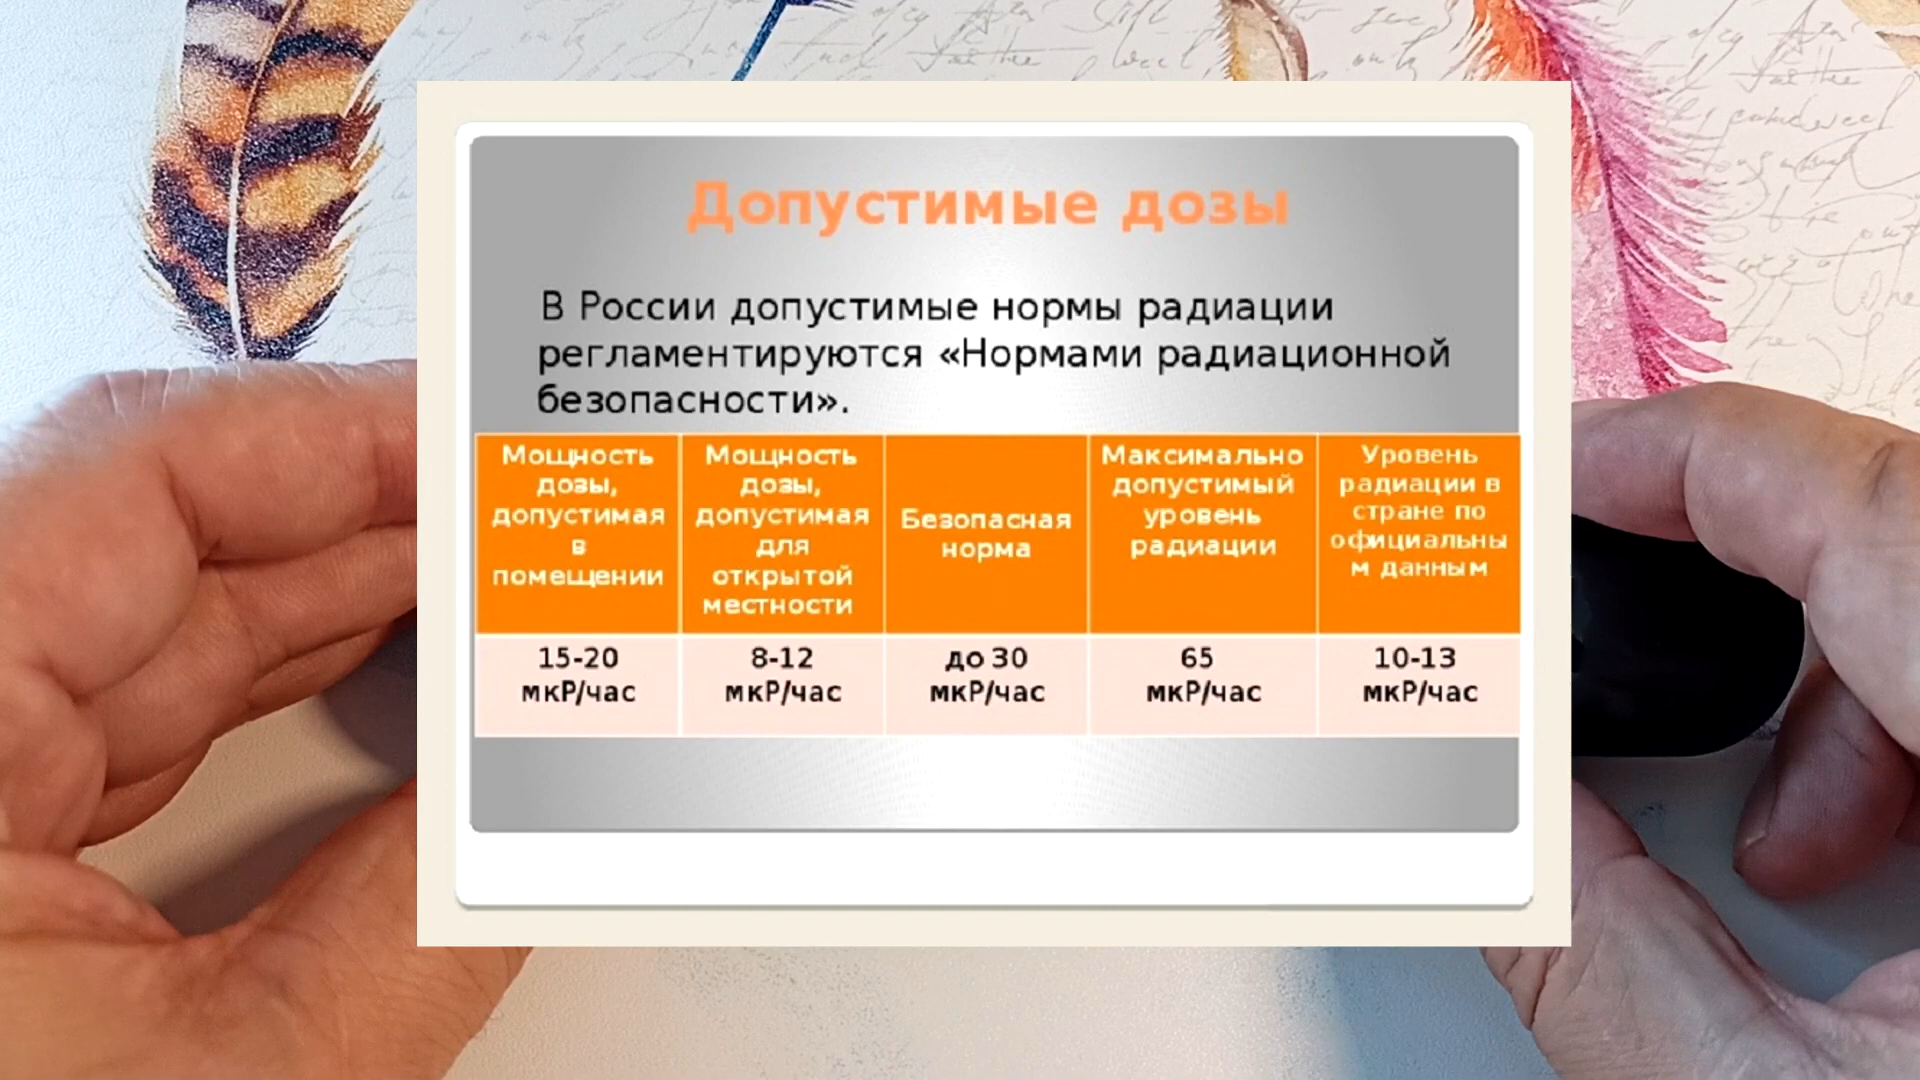 Допустимые дозы
В России допустимые нормы радиации
регламентируются «Нормами радиационной
безопасности».
Мощность
дозы,
допустимая
в
помещении
Мощность
дозы,
допустимая
для
открытой
местности
Безопасная
норма
Максимально
допустимый
уровень
радиации
Уровень
радиации в
стране по
официальны
м данным
15-20
мкР/час
8-12
мкР/час
до 30
мкР/час
65
мкР/час
10-13
мкР/час